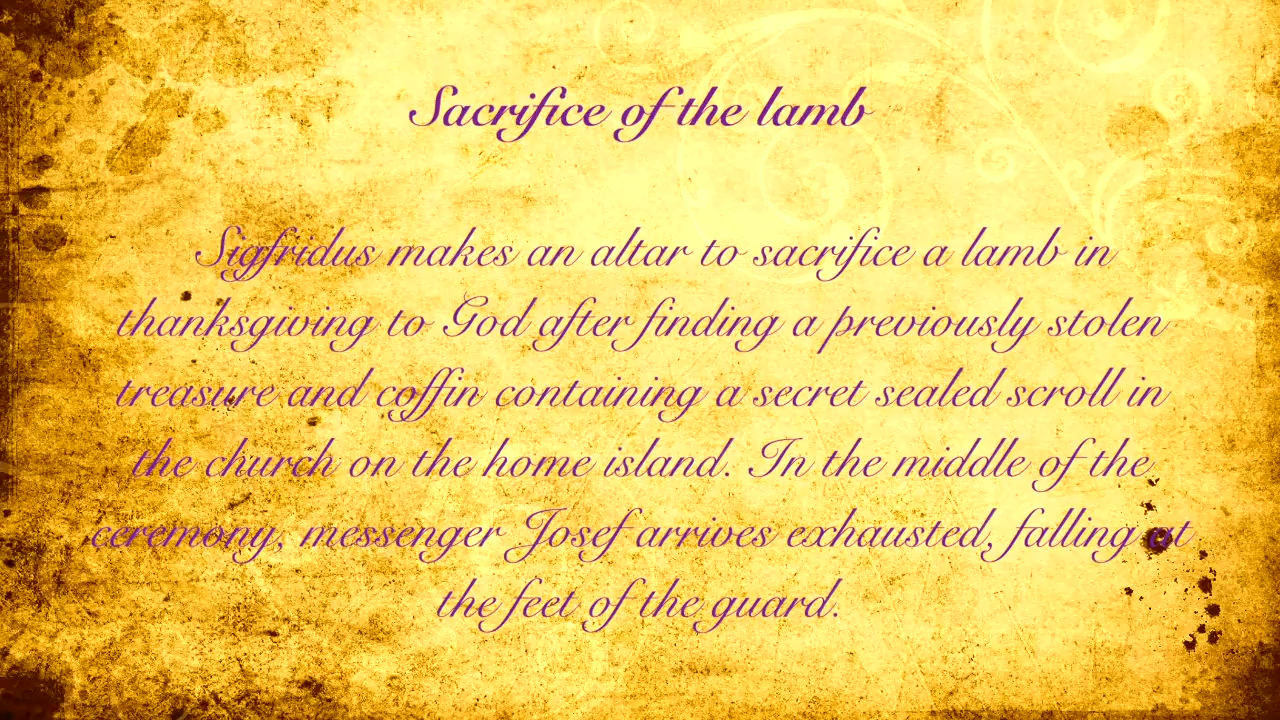 Sacrifice of the lamb
Sigfridus makes an altar to sacrifice a lamb in
thanksgiving to God after finding a previously stolen
treasure and coffin containing a secret sealed scroll in
the church on the home island. In the middle of the
ceremony, messenger Josef arrives exhausted, falling at
the feet of the guard.